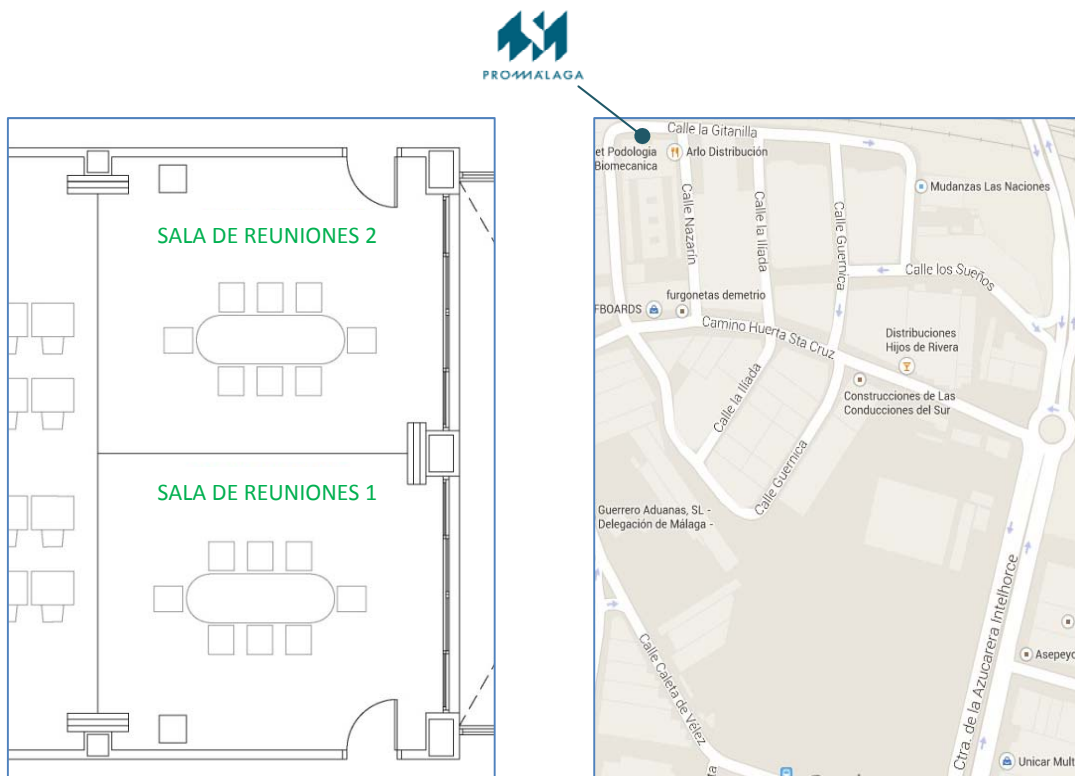 PROMÁLAGA
SALA DE REUNIONES 2
SALA DE REUNIONES 1
Calle la Gitanilla
et Podologia
Biomecanica
Arlo Distribución
Mudanzas Las Naciones
Calle Nazarín
Calle la Ilíada
Calle Guernica
Calle los Sueños
furgonetas demetrio
FBOARDS
Camino Huerta Sta Cruz
Distribuciones
Hijos de Rivera
Calle la Ilíada
Construcciones de Las
Conducciones del Sur
Calle Guernica
Guerrero Aduanas, SL -
Delegación de Málaga -
Ctra. de la Azucarera Intelhorce
Calle Caleta de Vélez
Asepeyo
ta
Unicar Mult